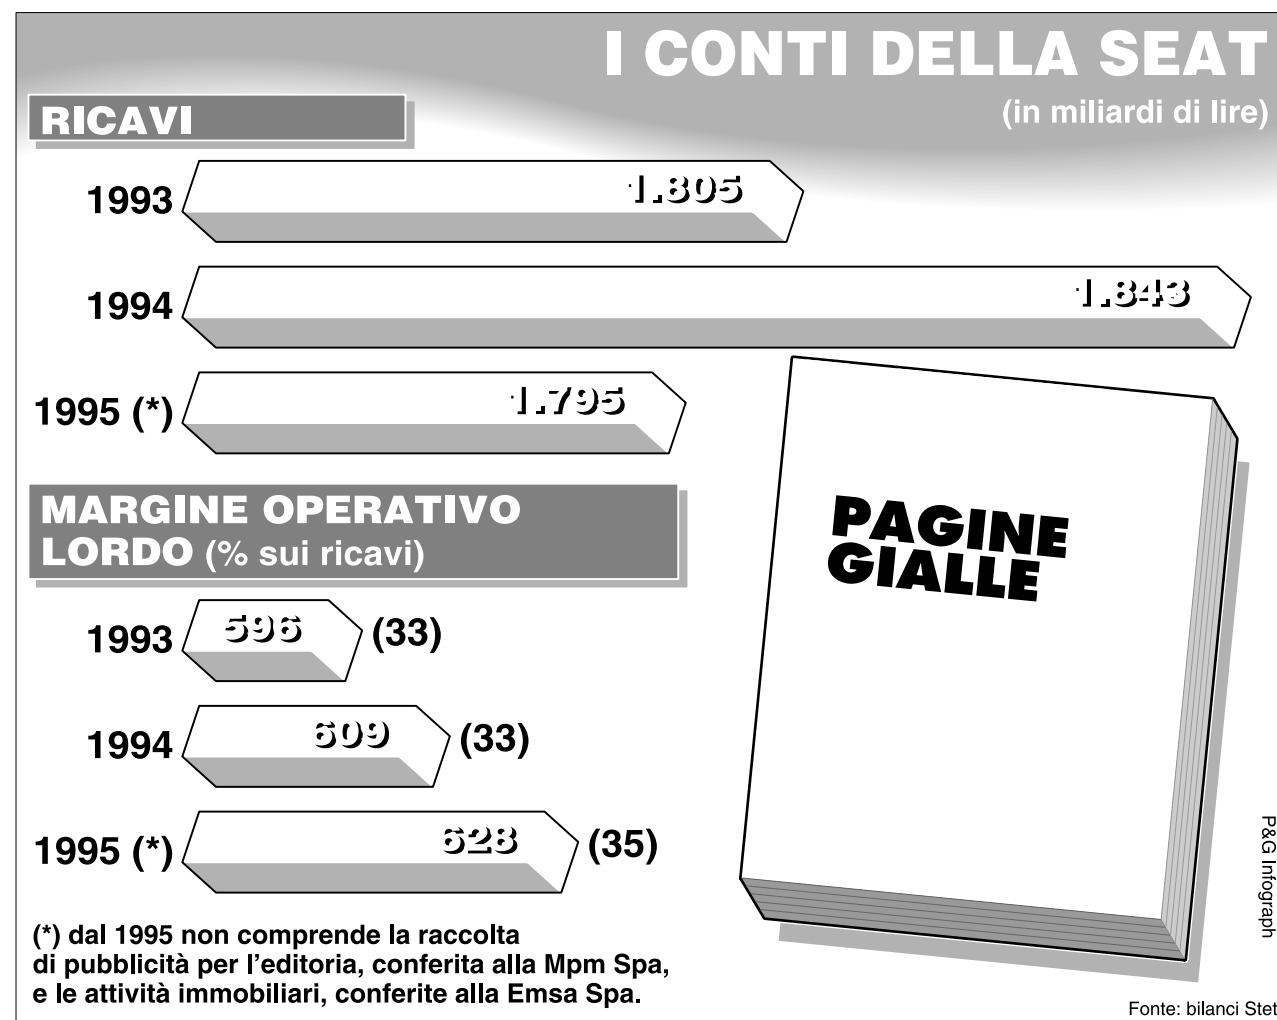 I CONTI DELLA SEAT
(in miliardi di lire)
RICAVI
1993 1.805
1994 1.843
1995 (*) 1.795
MARGINE OPERATIVO
LORDO (% sui ricavi)
1993 596 (33)
1994 609 (33)
1995 (*) 628 (35)
PAGINE
GIALLE
(*) dal 1995 non comprende la raccolta
di pubblicità per l'editoria, conferita alla Mpm Spa,
e le attività immobiliari, conferite alla Emsa Spa.
P&G Infograph
Fonte: bilanci Stet